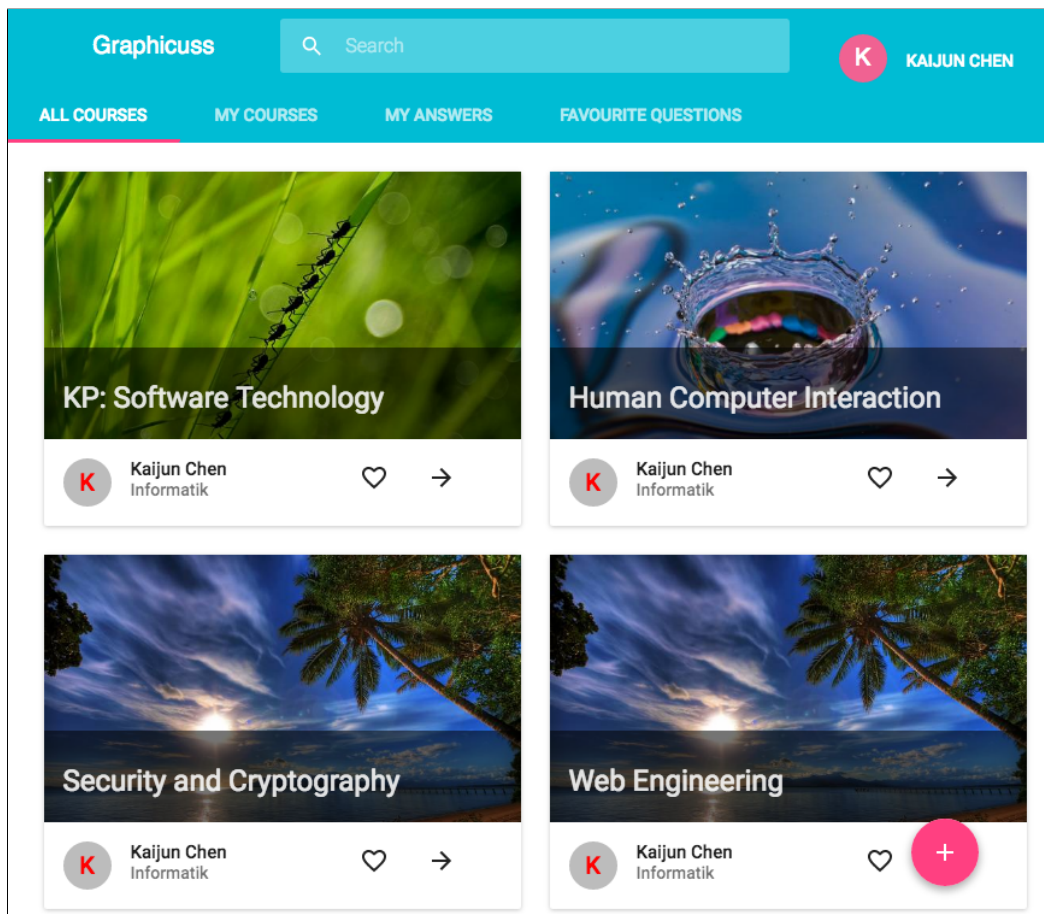 Graphicuss
Search
K
KAIJUN CHEN
ALL COURSES
MY COURSES
MY ANSWERS
FAVOURITE QUESTIONS
KP: Software Technology
K
Kaijun Chen
Informatik
Human Computer Interaction
K
Kaijun Chen
Informatik
Security and Cryptography
K
Kaijun Chen
Informatik
Web Engineering
K
Kaijun Chen
Informatik